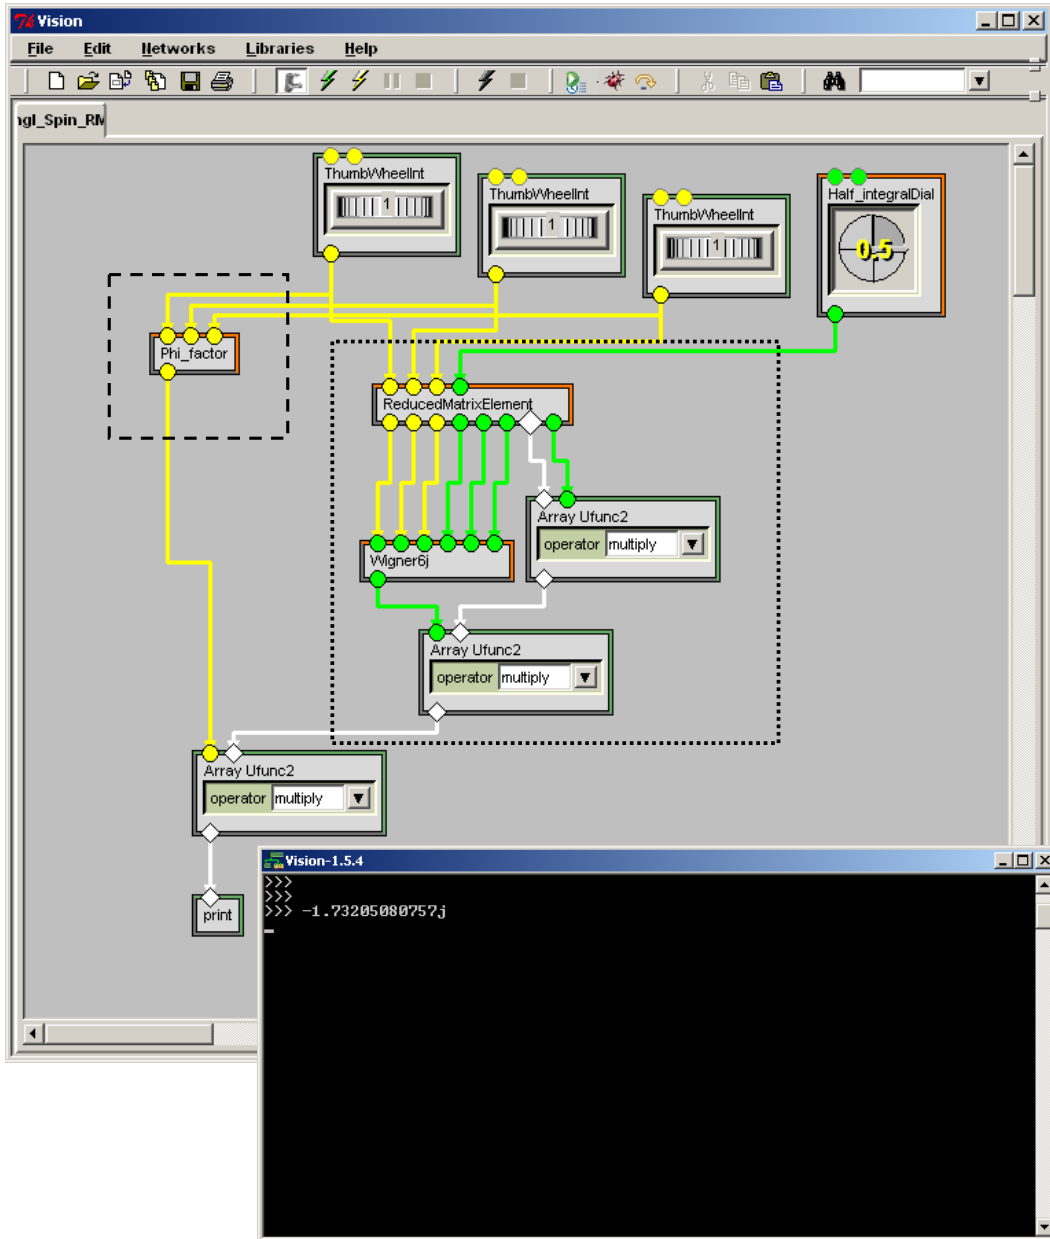 Vision
File Edit Networks Libraries Help
ngl_Spin_RM
ThumbWheelInt
1
ThumbWheelInt
1
ThumbWheelInt
1
Half_integralDial
0.5
Phi_factor
ReducedMatrixElement
Array Ufunc2
operator multiply
Wigner6j
Array Ufunc2
operator multiply
Array Ufunc2
operator multiply
print
Vision-1.5.4
>>>
>>>
>>> -1.73205080757j